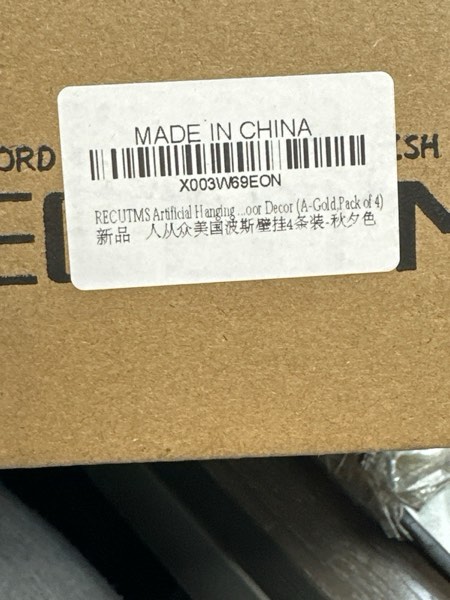 MADE IN CHINA
ORD
ESH
X003W69EON
RECUTMS Artificial Hanging ...oor Decor (A-Gold,Pack of 4)
新品 人从众美国波斯壁挂4条装-秋夕色
N